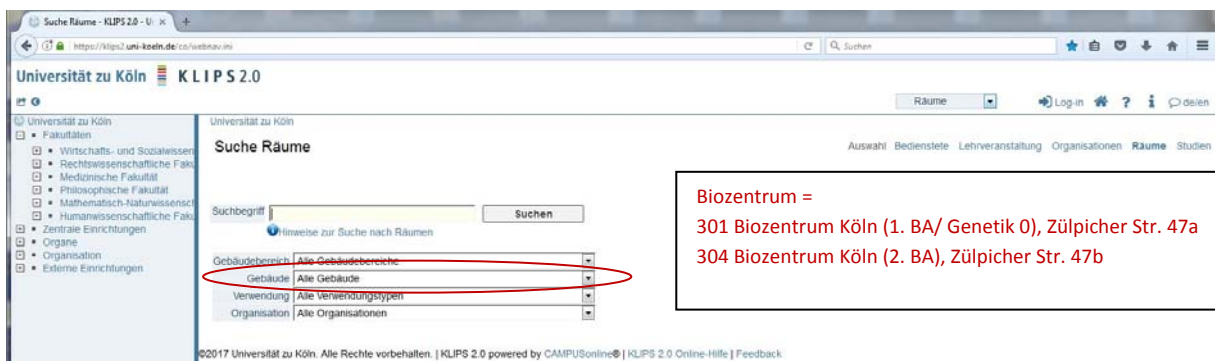 Suche Räume - KLIPS 2.0 - U
https://klips2.uni-koeln.de/co/webnav.ini
Suchen
Universität zu Köln KLIPS 2.0
Räume
Log-in ? i de/en
Universität zu Köln
Fakultäten
Wirtschafts- und Sozialwissen
Rechtswissenschaftliche Faku
Medizinische Fakultät
Philosophische Fakultät
Mathematisch-Naturwissensch
Humanwissenschaftliche Faku
Zentrale Einrichtungen
Organe
Organisation
Externe Einrichtungen
Universität zu Köln
Suche Räume
Auswahl Bedienstete Lehrveranstaltung Organisationen Räume Studien
Suchbegriff
Suchen
Hinweise zur Suche nach Räumen
Gebäudebereich Alle Gebäudebereiche
Gebäude Alle Gebäude
Verwendung Alle Verwendungstypen
Organisation Alle Organisationen
©2017 Universität zu Köln. Alle Rechte vorbehalten. | KLIPS 2.0 powered by CAMPUSonline® | KLIPS 2.0 Online-Hilfe | Feedback
Biozentrum =
301 Biozentrum Köln (1. BA/ Genetik 0), Zülpicher Str. 47a
304 Biozentrum Köln (2. BA), Zülpicher Str. 47b